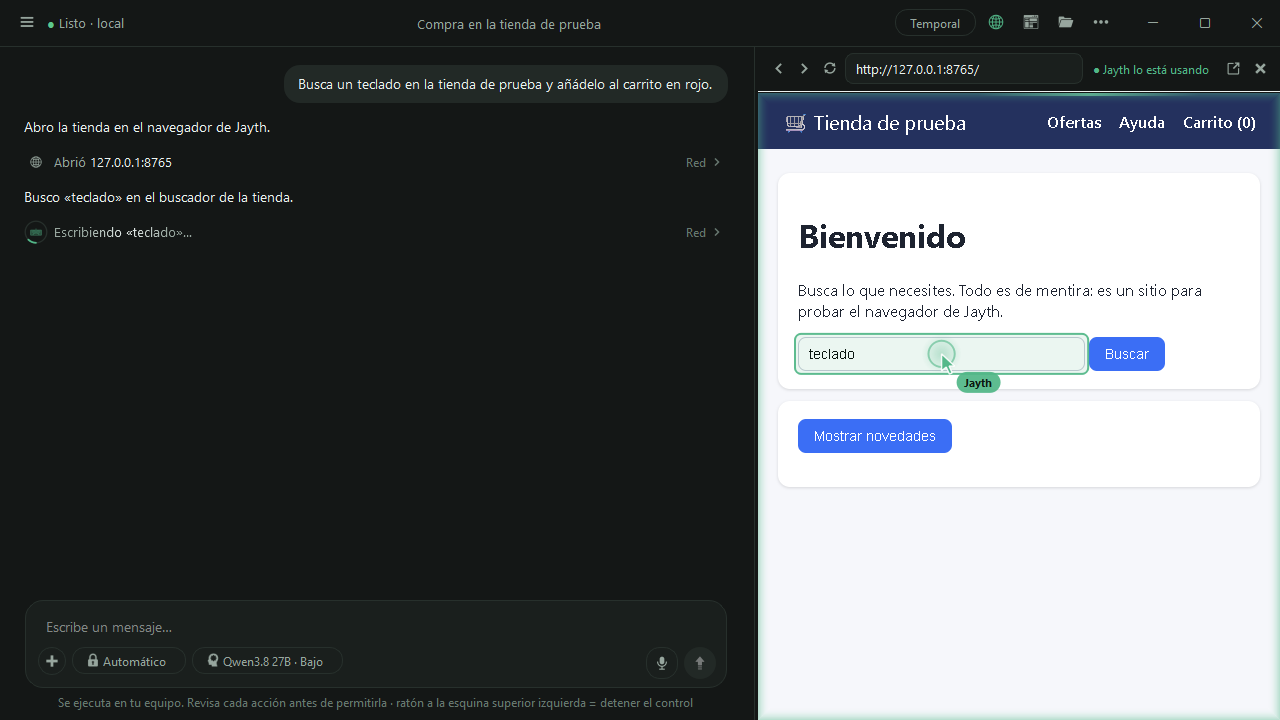 Listo · local
Compra en la tienda de prueba
Temporal
Busca un teclado en la tienda de prueba y añádelo al carrito en rojo.
Abro la tienda en el navegador de Jayth.
Abrió 127.0.0.1:8765
Red
Busco «teclado» en el buscador de la tienda.
Escribiendo «teclado»...
Red
Escribe un mensaje...
Automático
Qwen3.8 27B · Bajo
Se ejecuta en tu equipo. Revisa cada acción antes de permitirla · ratón a la esquina superior izquierda = detener el control
http://127.0.0.1:8765/
Jayth lo está usando
Tienda de prueba
Ofertas
Ayuda
Carrito (0)
Bienvenido
Busca lo que necesites. Todo es de mentira: es un sitio para
probar el navegador de Jayth.
teclado
Buscar
Jayth
Mostrar novedades